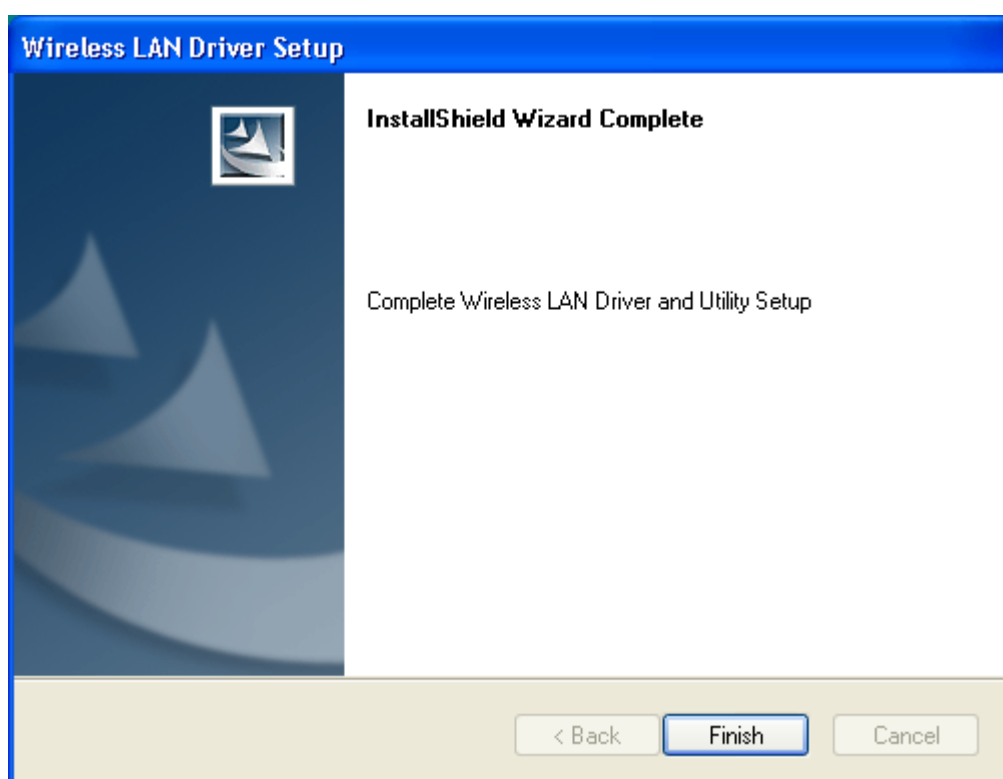 Wireless LAN Driver Setup
InstallShield Wizard Complete
Complete Wireless LAN Driver and Utility Setup
< Back
Finish
Cancel